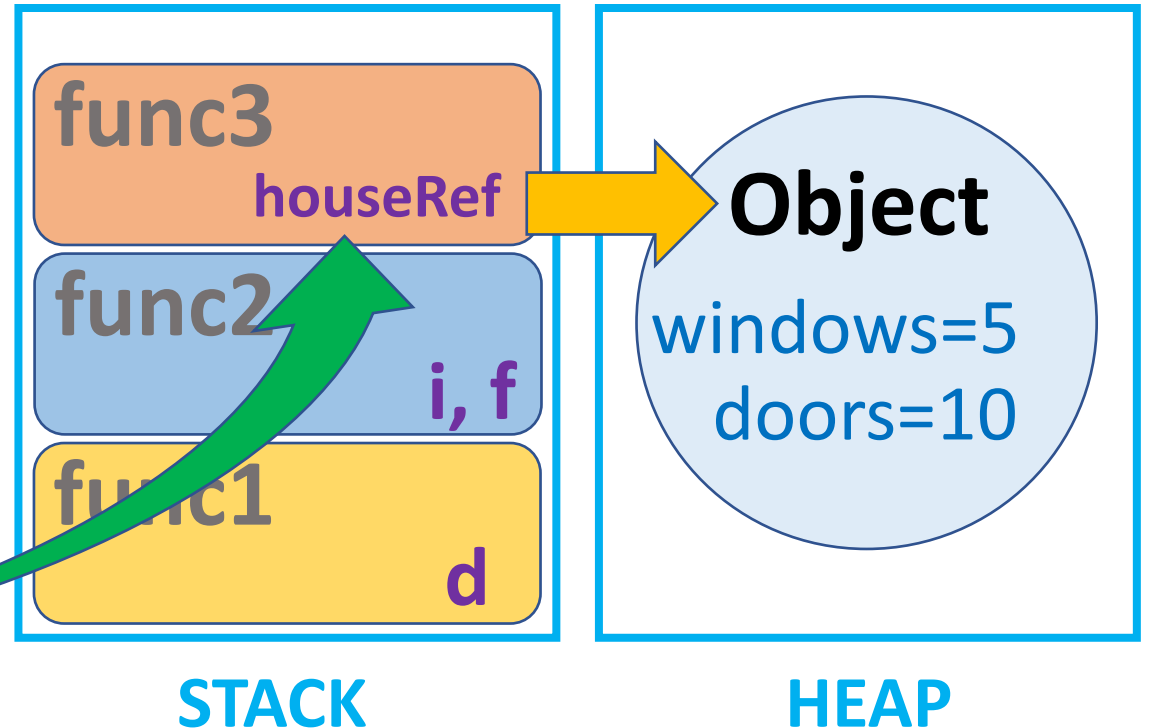 func3
houseRef
func2
i, f
func1
d
STACK
Object
windows=5
doors=10
HEAP